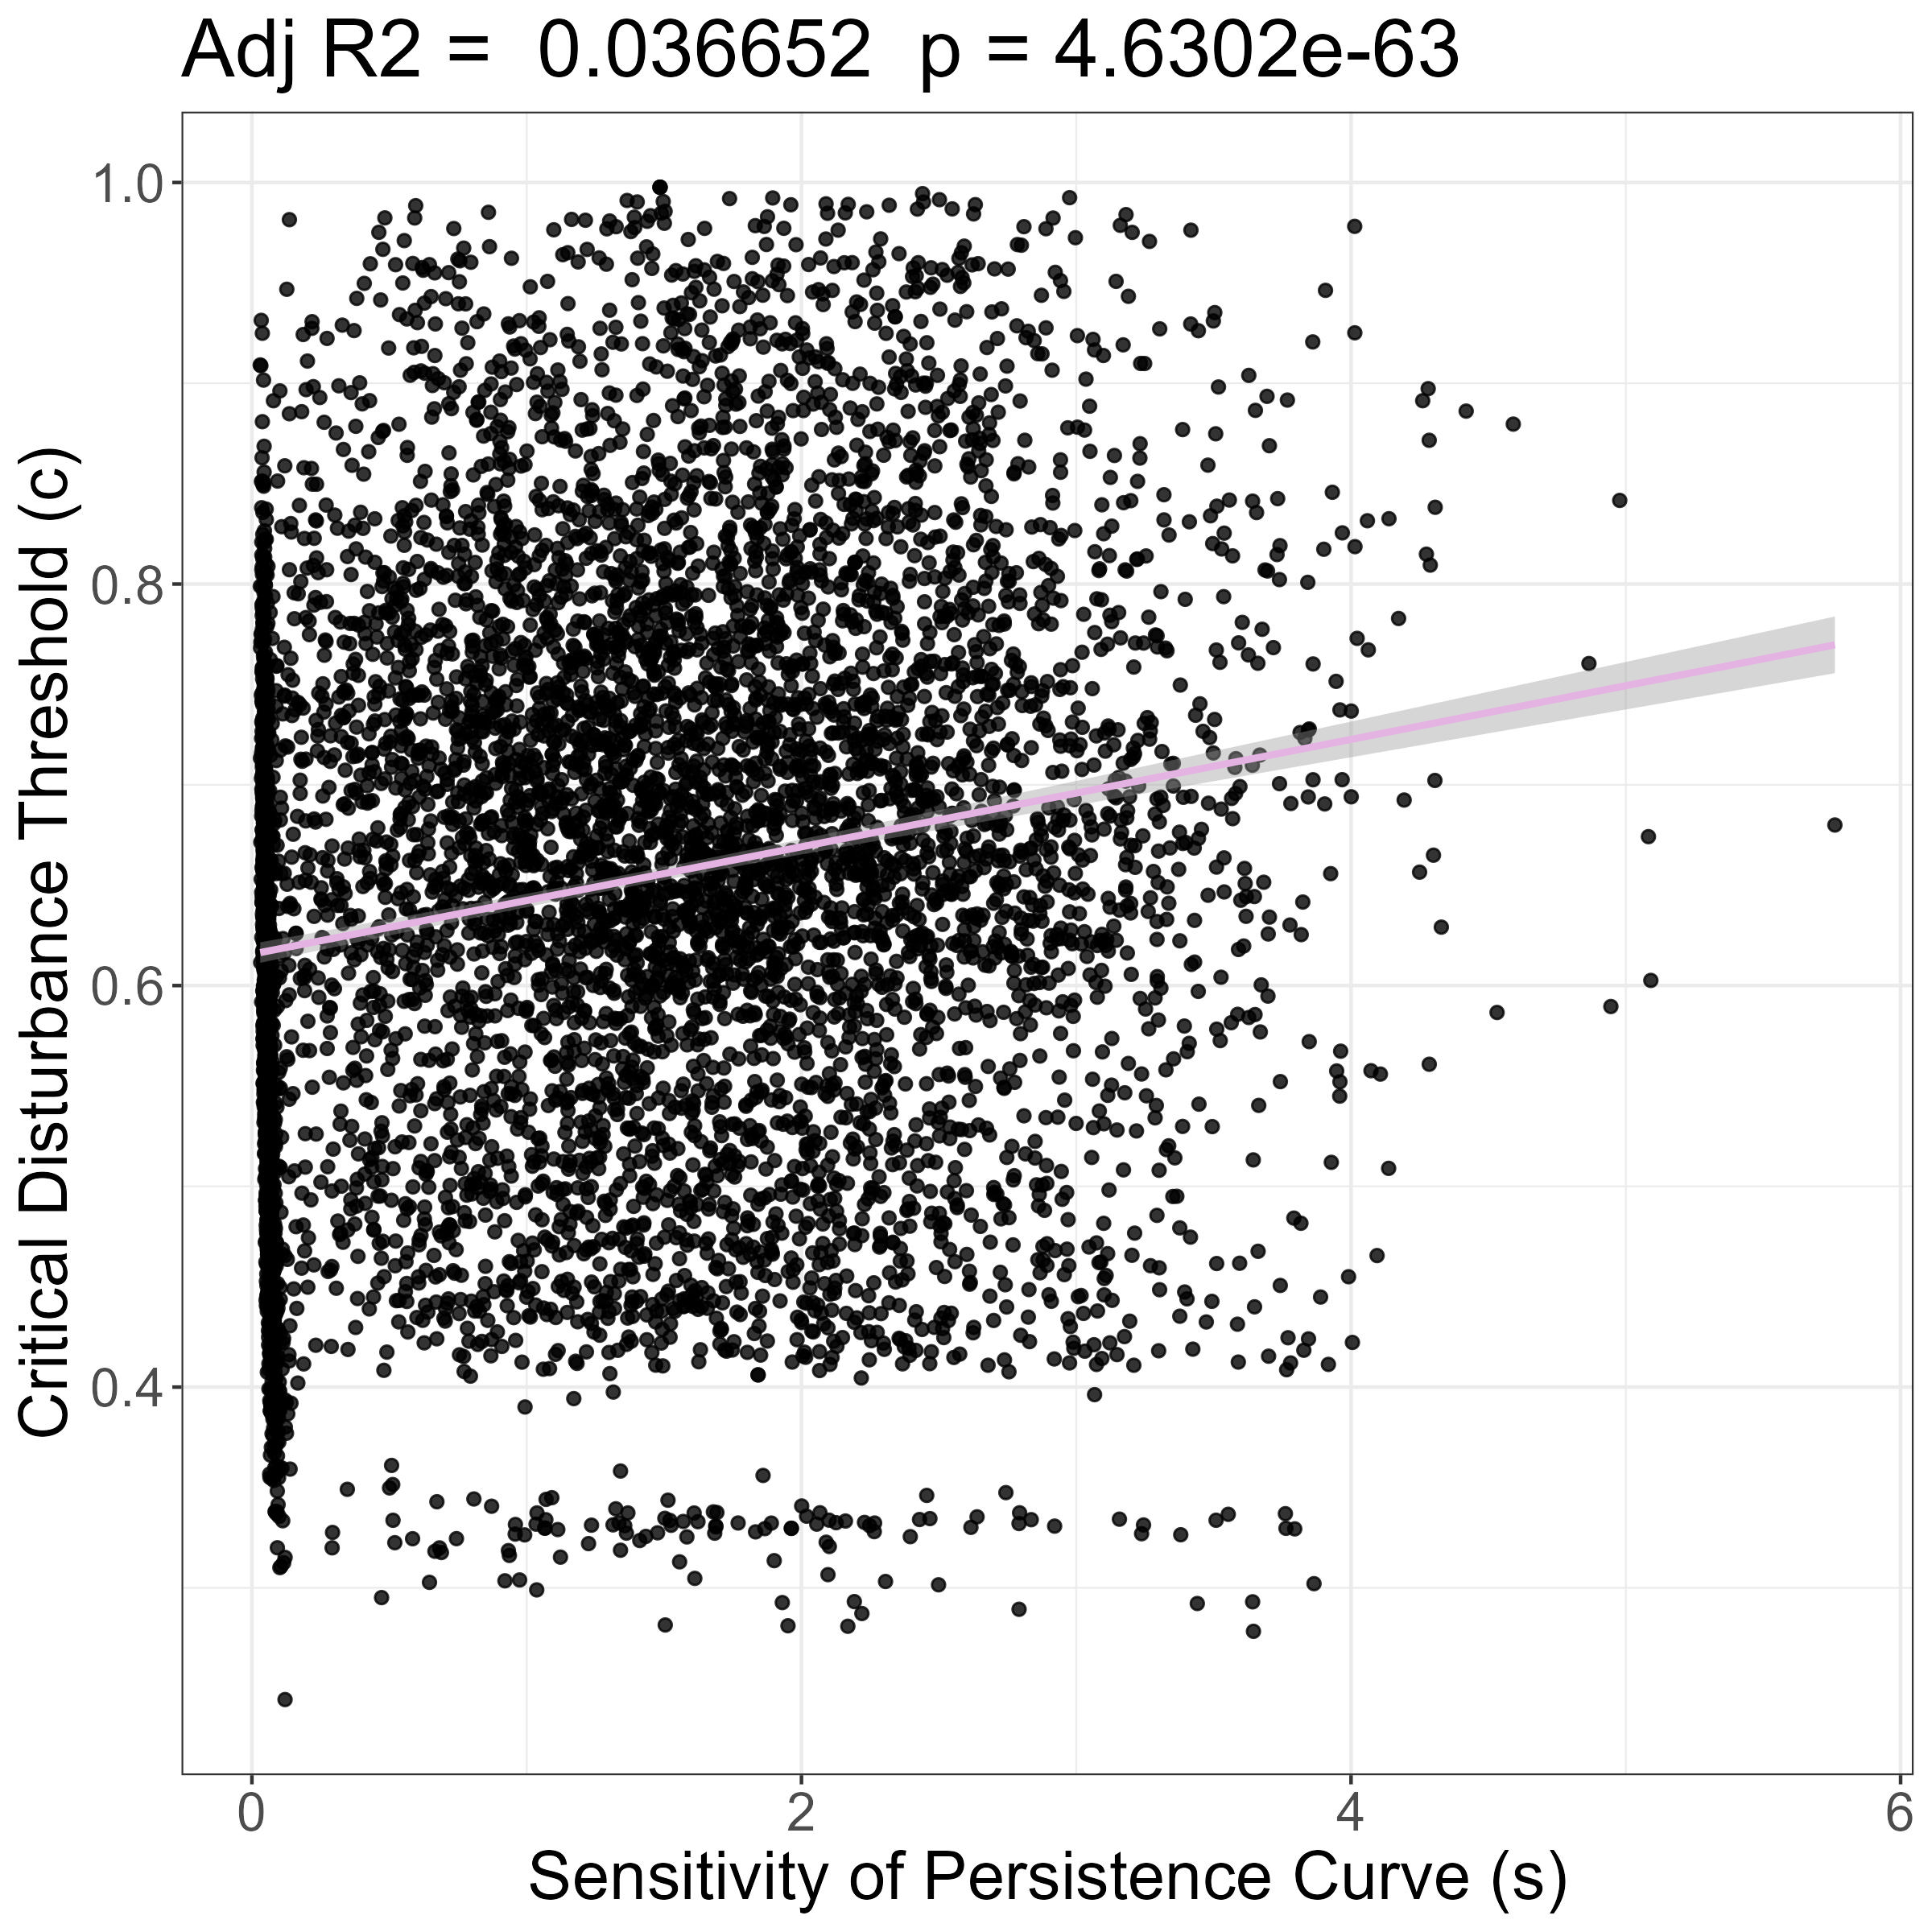 Adj R2 =  0.036652  p = 4.6302e-63
Critical Disturbance Threshold (c)
1.0
0.8
0.6
0.4
0
2
4
6
Sensitivity of Persistence Curve (s)